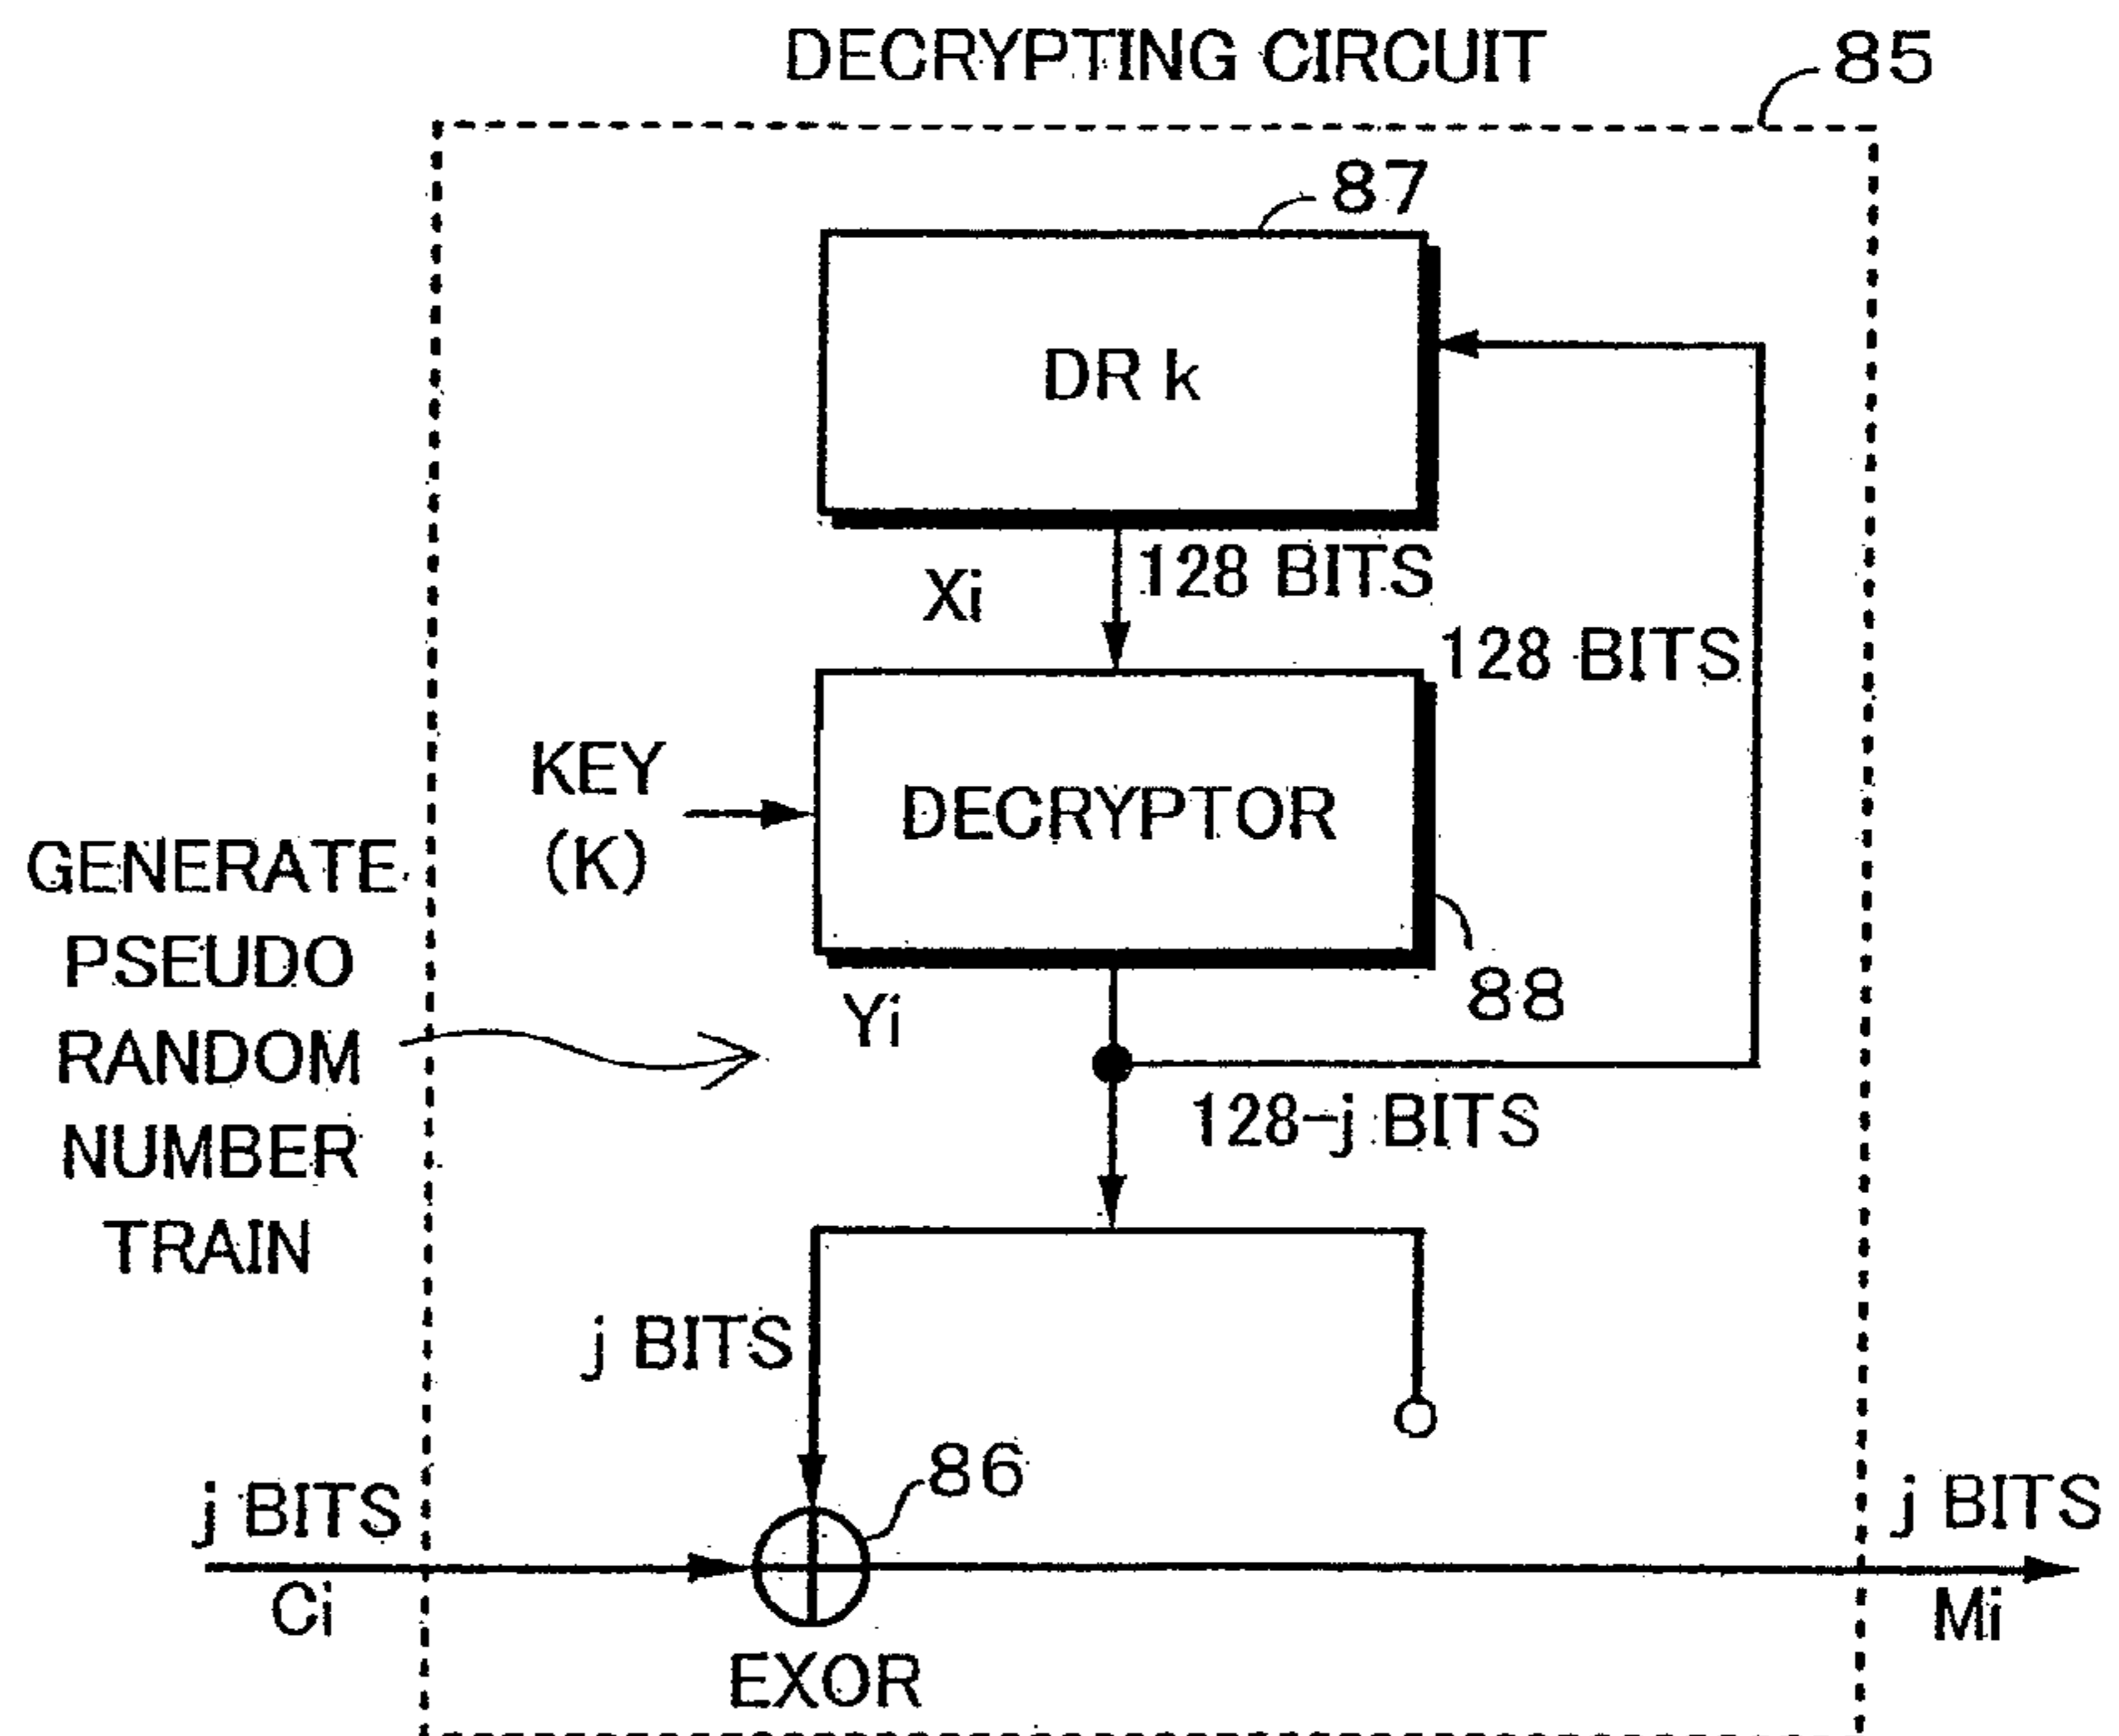 DECRYPTING CIRCUIT
85
87
DR k
Xi
128 BITS
128 BITS
KEY
(K)
DECRYPTOR
88
GENERATE
PSEUDO
RANDOM
NUMBER
TRAIN
Yi
128-j BITS
j BITS
86
j BITS
Ci
EXOR
j BITS
Mi